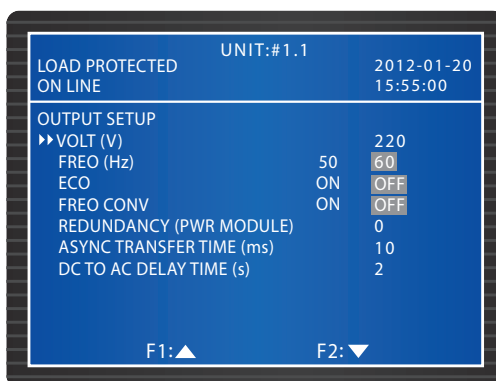 UNIT:#1.1
LOAD PROTECTED 2012-01-20
ON LINE 15:55:00
OUTPUT SETUP
VOLT (V) 220
FREO (Hz) 50 60
ECO ON OFF
FREO CONV ON OFF
REDUNDANCY (PWR MODULE) 0
ASYNC TRANSFER TIME (ms) 10
DC TO AC DELAY TIME (s) 2
F1:▲ F2:▼